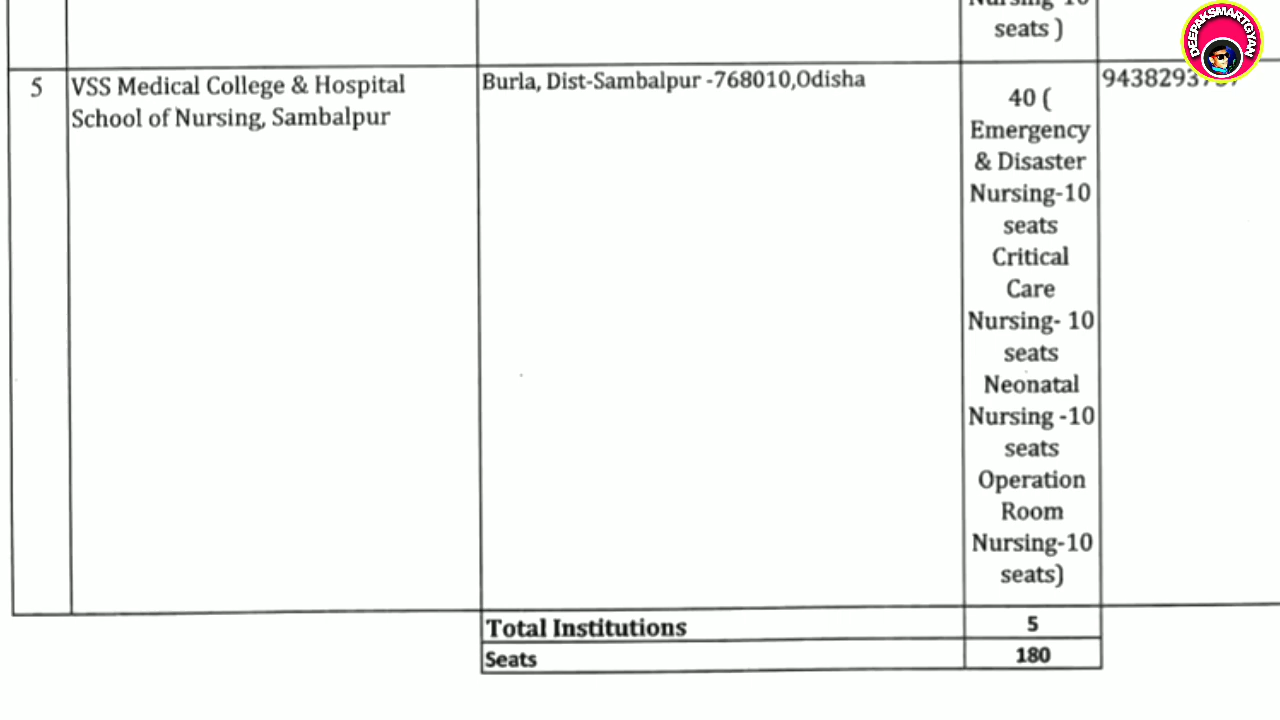 seats )
DEEPAKSMARTGYAN
5
VSS Medical College & Hospital
School of Nursing, Sambalpur
Burla, Dist-Sambalpur -768010,Odisha
40 (
Emergency
& Disaster
Nursing-10
seats
Critical
Care
Nursing- 10
seats
Neonatal
Nursing -10
seats
Operation
Room
Nursing-10
seats)
Total Institutions
5
Seats
180